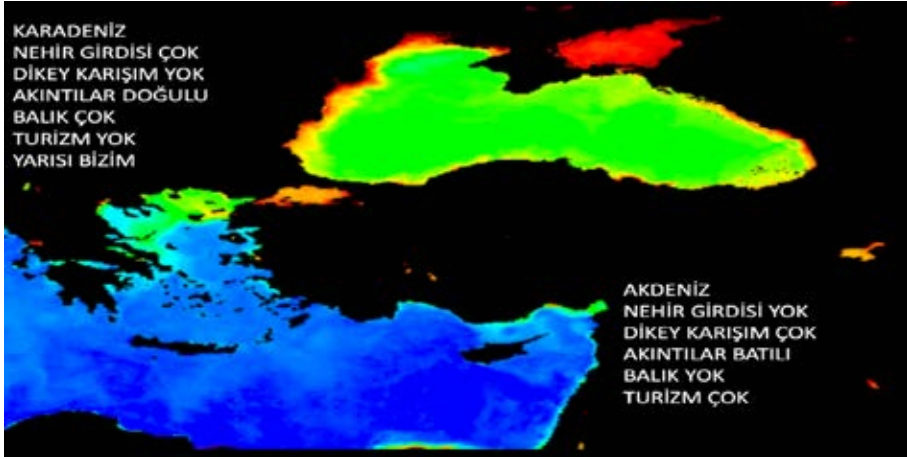 KARADENİZ
NEHİR GİRDİSİ ÇOK
DİKEY KARIŞIM YOK
AKINTILAR DOĞULU
BALIK ÇOK
TURİZM YOK
YARISI BİZİM
AKDENİZ
NEHİR GİRDİSİ YOK
DİKEY KARIŞIM ÇOK
AKINTILAR BATILI
BALIK YOK
TURİZM ÇOK